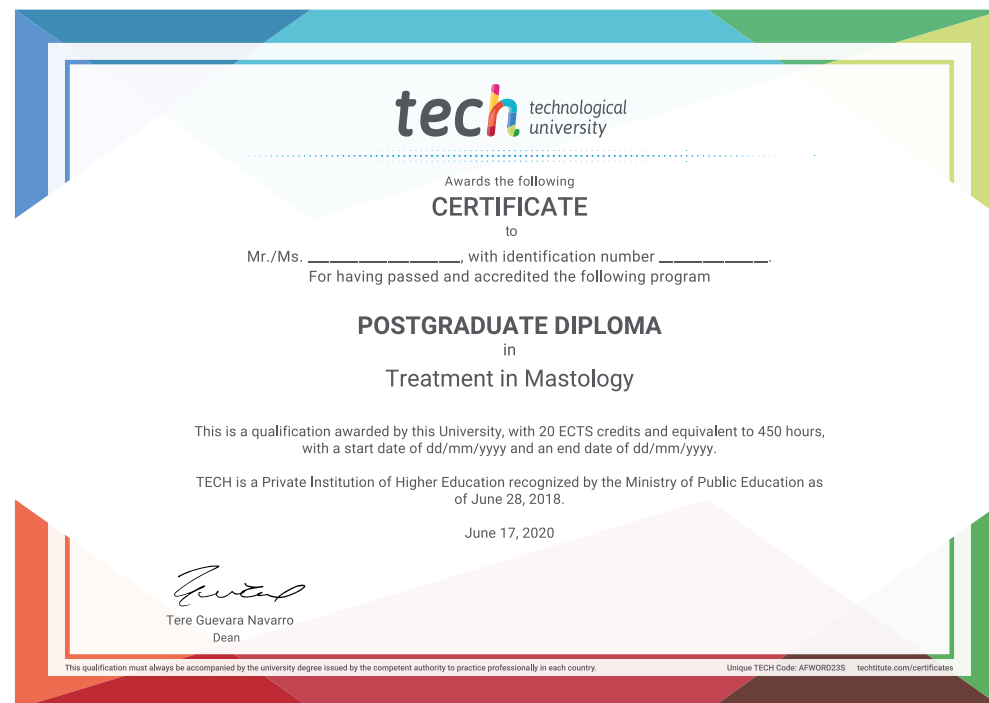 tech technological
university
Awards the following
CERTIFICATE
to
Mr./Ms. ____________________, with identification number ______________.
For having passed and accredited the following program
POSTGRADUATE DIPLOMA
in
Treatment in Mastology
This is a qualification awarded by this University, with 20 ECTS credits and equivalent to 450 hours,
with a start date of dd/mm/yyyy and an end date of dd/mm/yyyy.
TECH is a Private Institution of Higher Education recognized by the Ministry of Public Education as
of June 28, 2018.
June 17, 2020
Tere Guevara Navarro
Dean
This qualification must always be accompanied by the university degree issued by the competent authority to practice professionally in each country.
Unique TECH Code: AFWORD23S techtitute.com/certificates